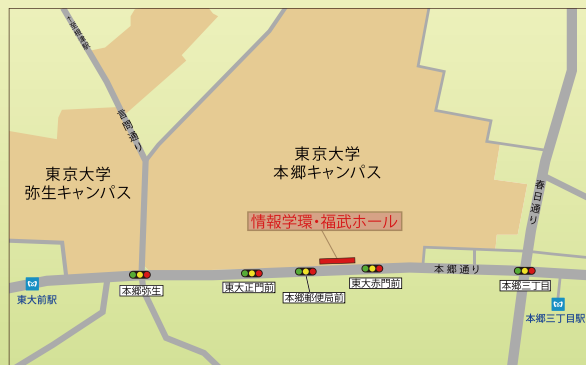 至根津駅
言問通り
東京大学
弥生キャンパス
東京大学
本郷キャンパス
春日通り
情報学環・福武ホール
本郷通り
東大前駅
本郷弥生
東大正門前
本郷郵便局前
東大赤門前
本郷三丁目
本郷三丁目駅